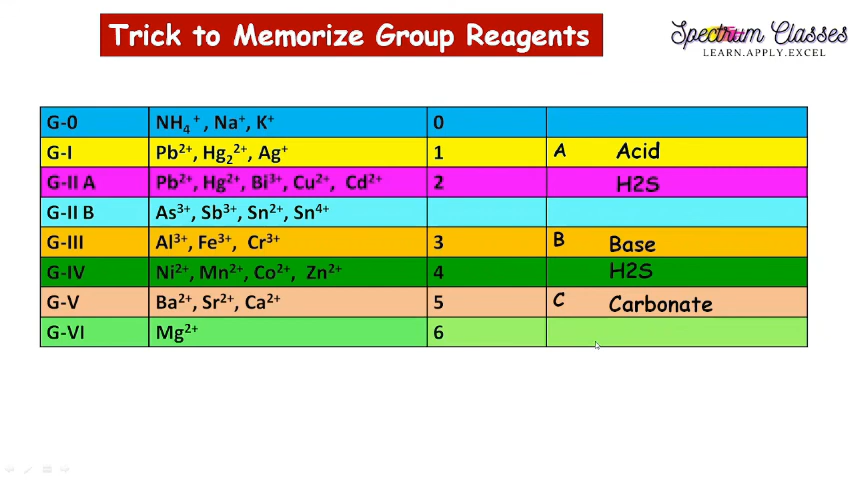 Trick to Memorize Group Reagents
Spectrum Classes
LEARN.APPLY.EXCEL
G-0 NH₄⁺, Na⁺, K⁺ 0
G-I Pb²⁺, Hg₂²⁺, Ag⁺ 1 A Acid
G-II A Pb²⁺, Hg²⁺, Bi³⁺, Cu²⁺, Cd²⁺ 2 H2S
G-II B As³⁺, Sb³⁺, Sn²⁺, Sn⁴⁺
G-III Al³⁺, Fe³⁺, Cr³⁺ 3 B Base
G-IV Ni²⁺, Mn²⁺, Co²⁺, Zn²⁺ 4 H2S
G-V Ba²⁺, Sr²⁺, Ca²⁺ 5 C Carbonate
G-VI Mg²⁺ 6